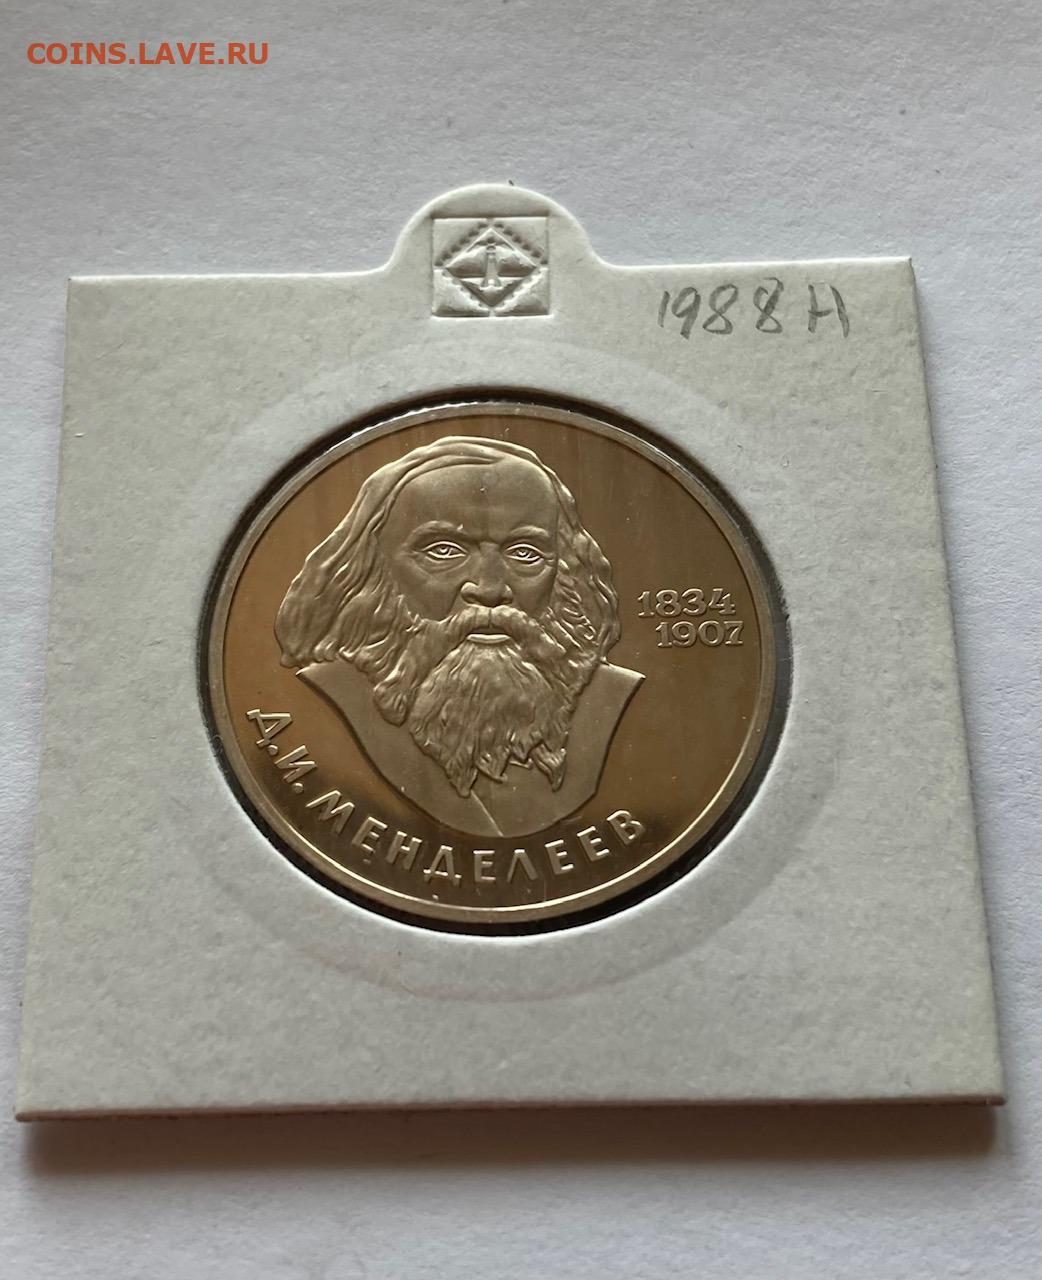 COINS.LAVE.RU
1988 Н
1834
1907
Д.И. МЕНДЕЛЕЕВ